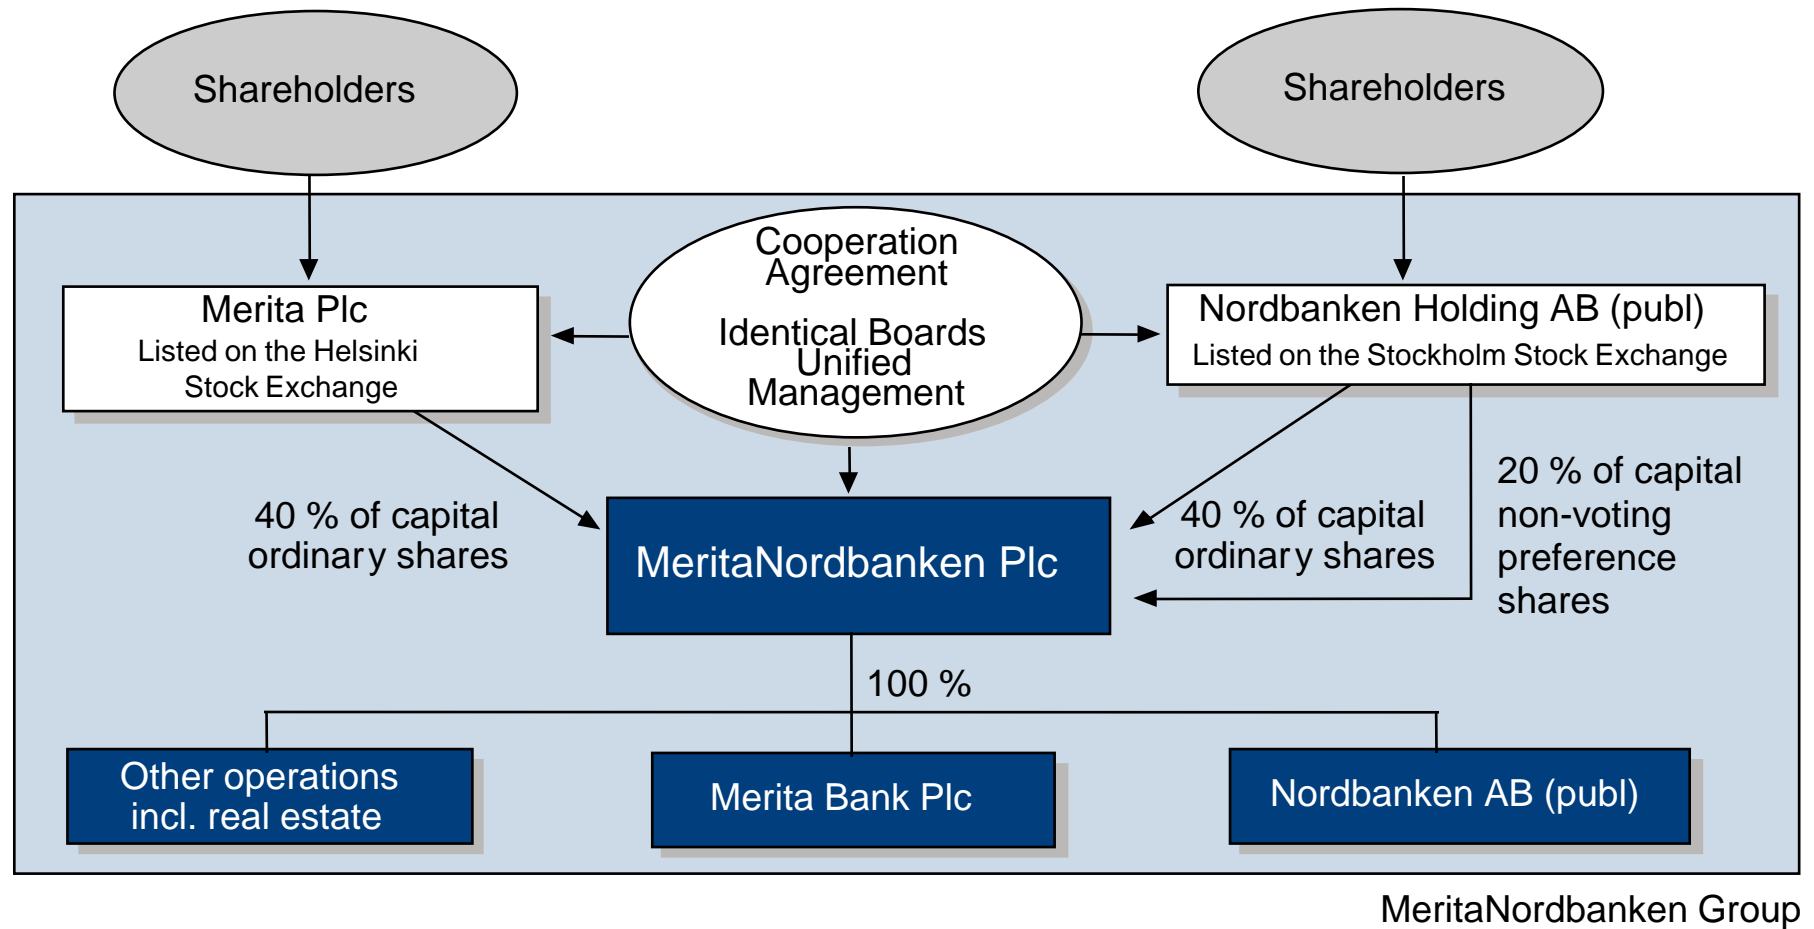 Shareholders
Shareholders
Cooperation
Agreement
Identical Boards
Unified
Management
Merita Plc
Listed on the Helsinki
Stock Exchange
Nordbanken Holding AB (publ)
Listed on the Stockholm Stock Exchange
40 % of capital
ordinary shares
MeritaNordbanken Plc
40 % of capital
ordinary shares
20 % of capital
non-voting
preference
shares
100 %
Other operations
incl. real estate
Merita Bank Plc
Nordbanken AB (publ)
MeritaNordbanken Group